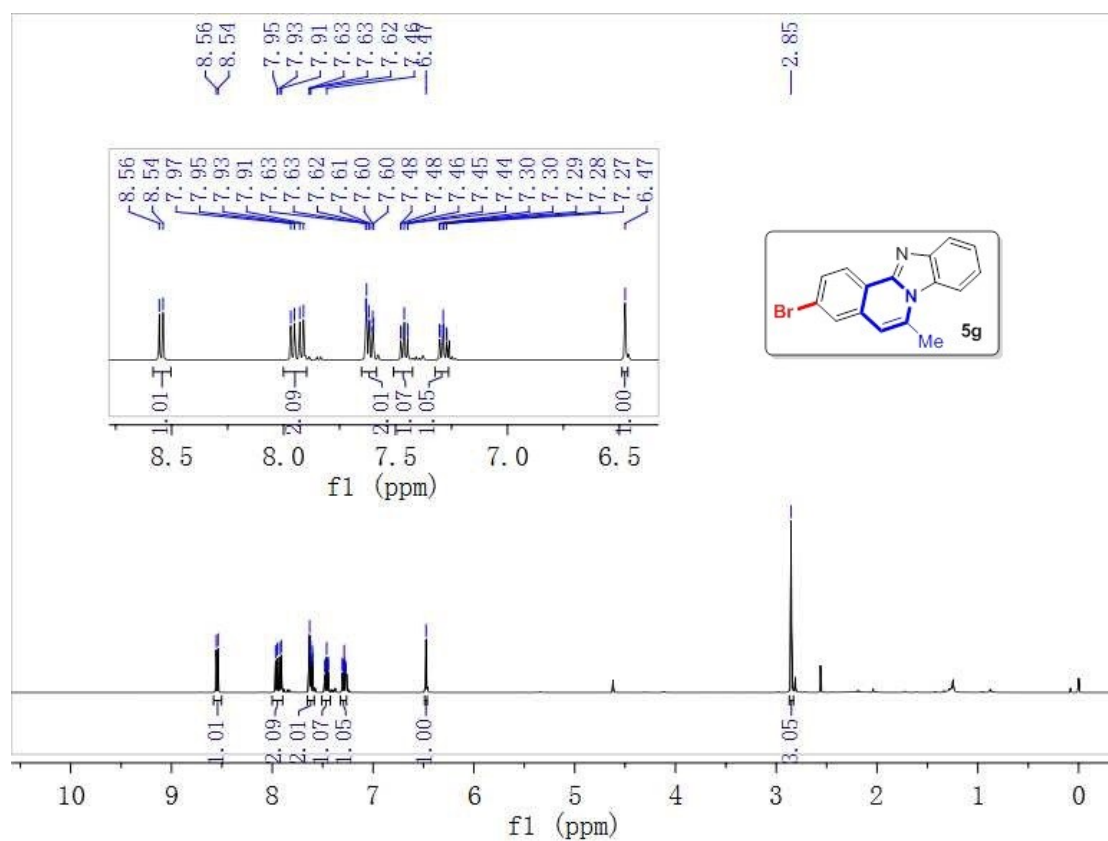 8.56 8.54 7.95 7.93 7.91 7.63 7.63 7.62 7.46 6.47 2.85
8.56 8.54 7.97 7.95 7.93 7.91 7.63 7.63 7.62 7.61 7.60 7.60 7.48 7.48 7.46 7.45 7.44 7.30 7.30 7.29 7.28 7.27 6.47
N
N
Br
Me
5g
1.01 2.09 2.01 1.07 1.05 1.00
8.5 8.0 7.5 7.0 6.5
f1 (ppm)
1.01 2.09 2.01 1.07 1.05 1.00 3.05
10 9 8 7 6 5 4 3 2 1 0
f1 (ppm)